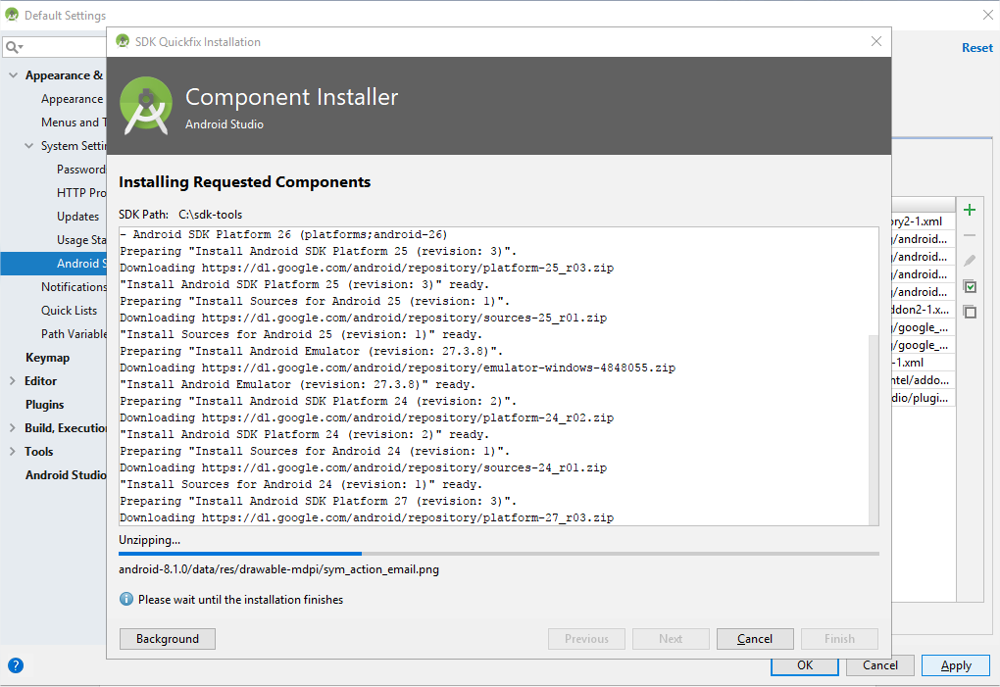 Default Settings
SDK Quickfix Installation
Reset
Appearance &
Appearance
Menus and T
System Settin
Password
HTTP Pro
Updates
Usage Sta
Android S
Notifications
Quick Lists
Path Variable
Keymap
Editor
Plugins
Build, Execution
Tools
Android Studio
Component Installer
Android Studio
Installing Requested Components
SDK Path: C:\sdk-tools
- Android SDK Platform 26 (platforms;android-26)
Preparing "Install Android SDK Platform 25 (revision: 3)".
Downloading https://dl.google.com/android/repository/platform-25_r03.zip
"Install Android SDK Platform 25 (revision: 3)" ready.
Preparing "Install Sources for Android 25 (revision: 1)".
Downloading https://dl.google.com/android/repository/sources-25_r01.zip
"Install Sources for Android 25 (revision: 1)" ready.
Preparing "Install Android Emulator (revision: 27.3.8)".
Downloading https://dl.google.com/android/repository/emulator-windows-4848055.zip
"Install Android Emulator (revision: 27.3.8)" ready.
Preparing "Install Android SDK Platform 24 (revision: 2)".
Downloading https://dl.google.com/android/repository/platform-24_r02.zip
"Install Android SDK Platform 24 (revision: 2)" ready.
Preparing "Install Sources for Android 24 (revision: 1)".
Downloading https://dl.google.com/android/repository/sources-24_r01.zip
"Install Sources for Android 24 (revision: 1)" ready.
Preparing "Install Android SDK Platform 27 (revision: 3)".
Downloading https://dl.google.com/android/repository/platform-27_r03.zip
Unzipping...
android-8.1.0/data/res/drawable-mdpi/sym_action_email.png
Please wait until the installation finishes
Background
Previous
Next
Cancel
Finish
ory2-1.xml
g/android...
g/android...
g/android...
g/android...
ddon2-1.x...
g/google_...
g/google_...
-1.xml
ntel/addo...
dio/plugi...
?
OK
Cancel
Apply